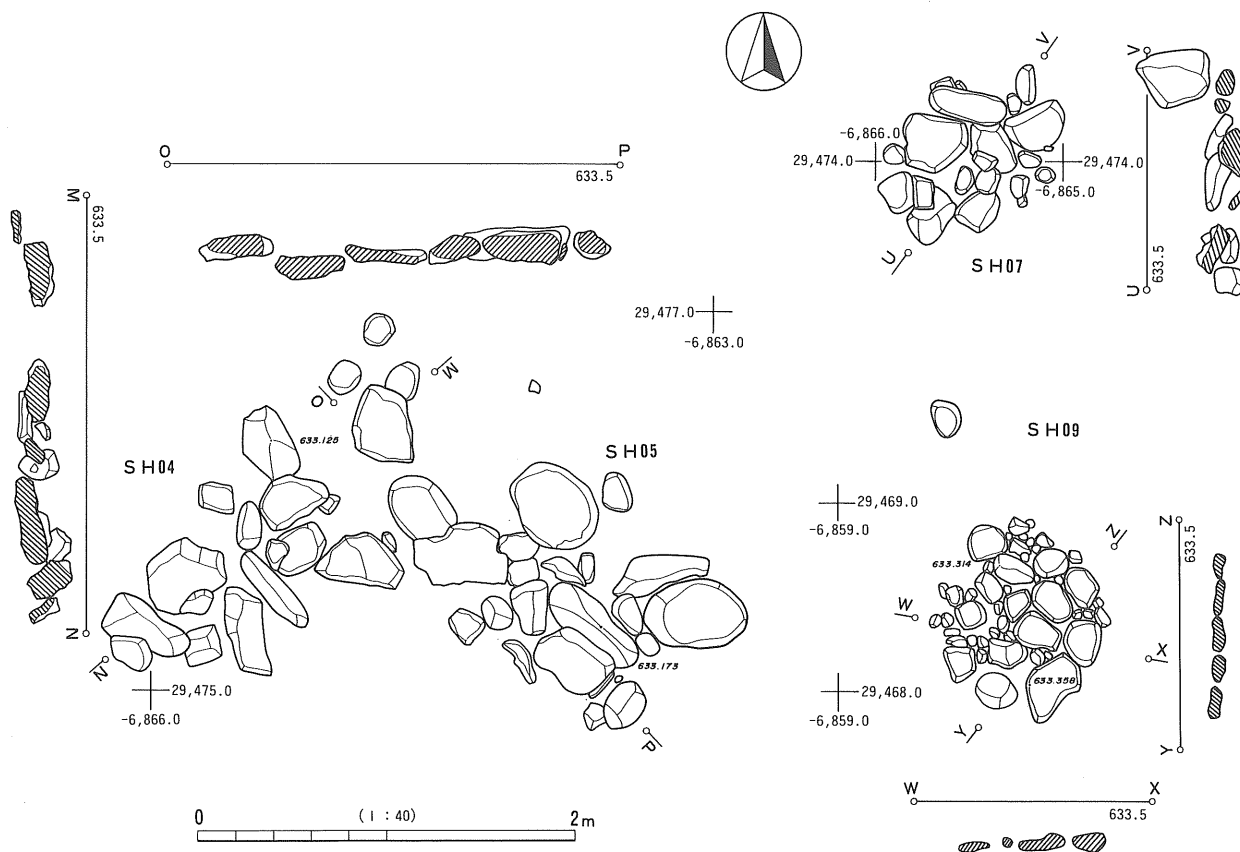 O
P
633.5
M
633.5
N
29,477.0
-6,863.0
M
O
633.125
SH04
SH05
633.173
N
29,475.0
-6,866.0
P
0
(1:40)
2m
V
-6,866.0
29,474.0
29,474.0
-6,865.0
U
SH07
V
633.5
U
SH09
29,469.0
-6,859.0
Z
633.314
W
X
633.358
29,468.0
-6,859.0
Y
Z
633.5
Y
W
X
633.5